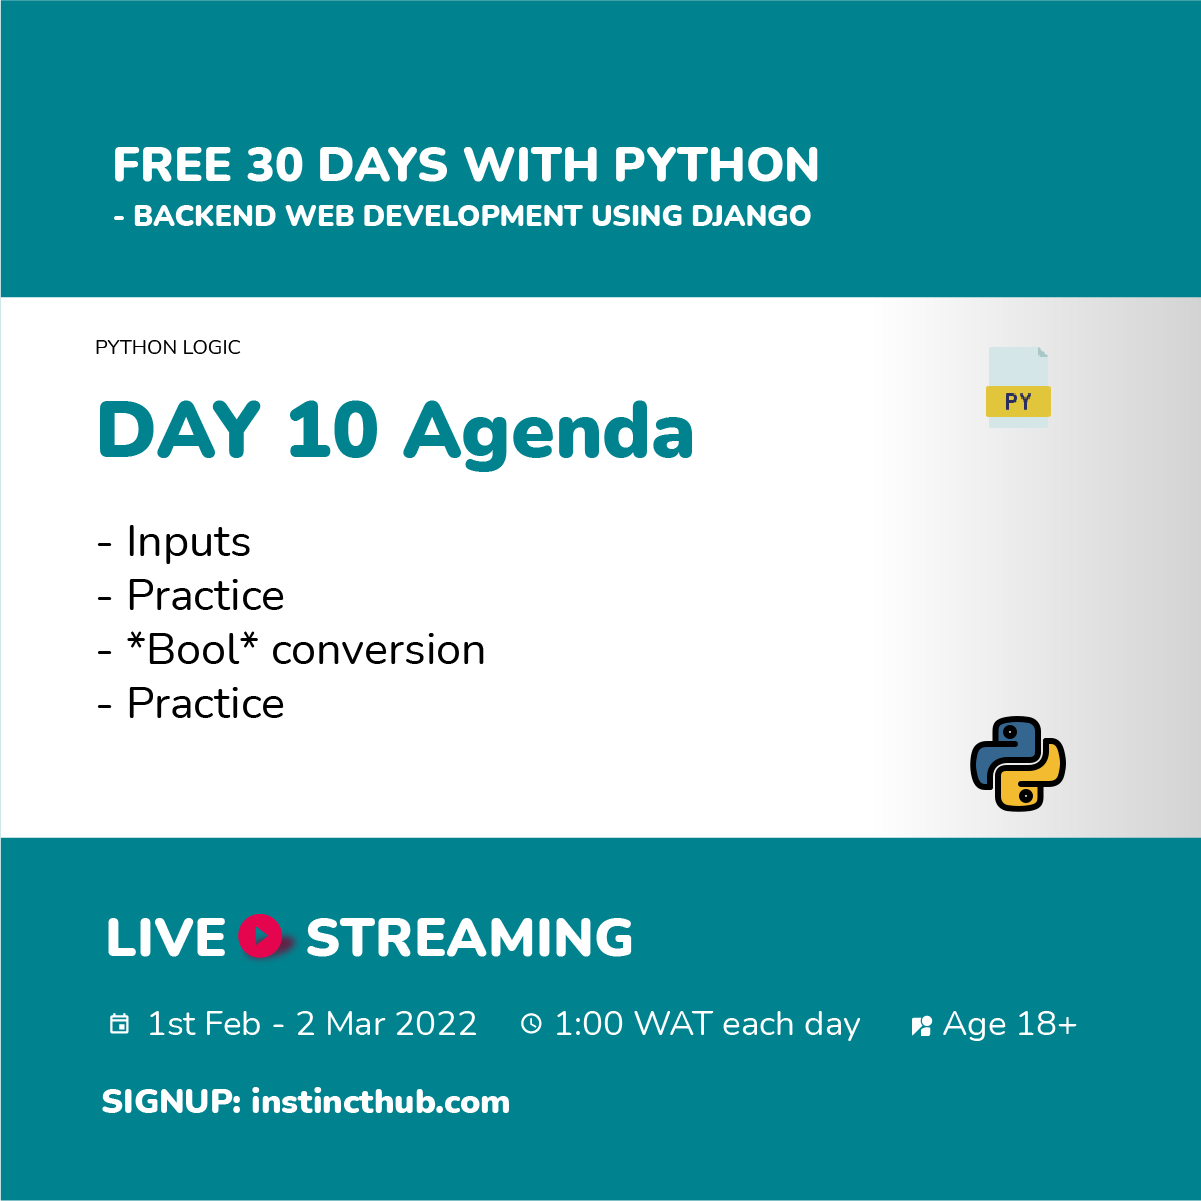 FREE 30 DAYS WITH PYTHON
- BACKEND WEB DEVELOPMENT USING DJANGO
PYTHON LOGIC
PY
DAY 10 Agenda
- Inputs
- Practice
- *Bool* conversion
- Practice
LIVE STREAMING
1st Feb - 2 Mar 2022 1:00 WAT each day Age 18+
SIGNUP: instincthub.com